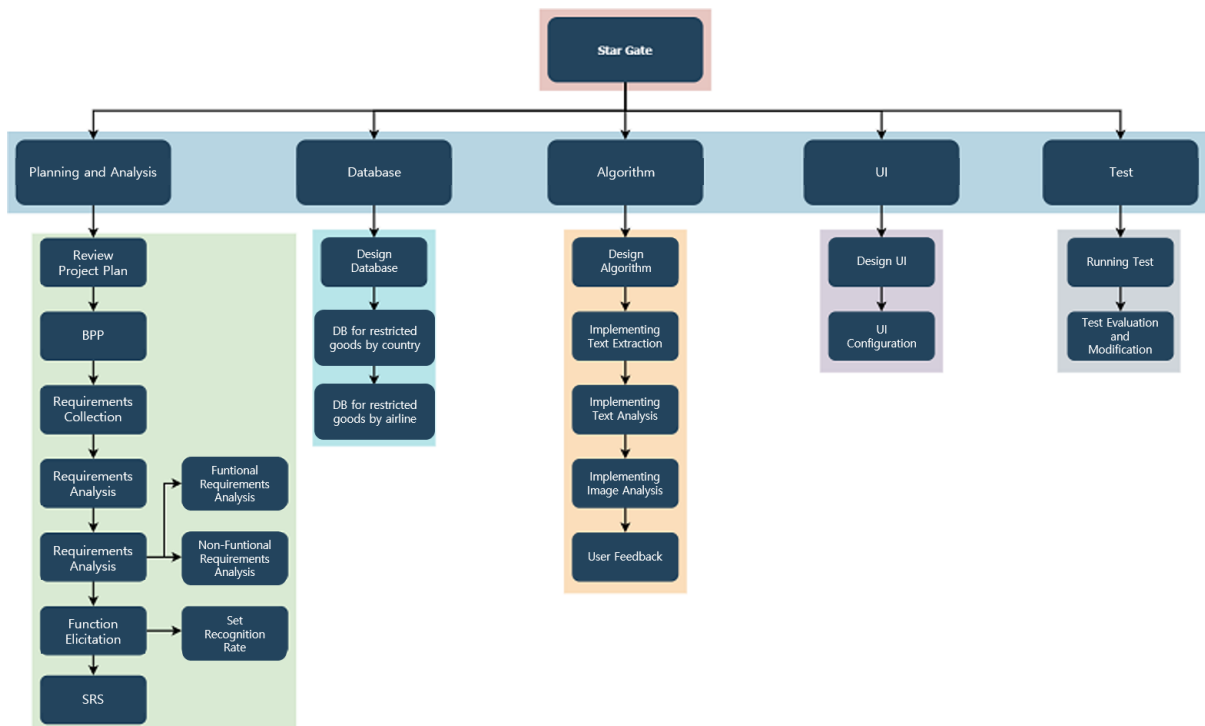 Star Gate
Planning and Analysis
Database
Algorithm
UI
Test
Review
Project Plan
BPP
Requirements
Collection
Requirements
Analysis
Requirements
Analysis
Funtional
Requirements
Analysis
Non-Funtional
Requirements
Analysis
Function
Elicitation
Set
Recognition
Rate
SRS
Design
Database
DB for restricted
goods by country
DB for restricted
goods by airline
Design
Algorithm
Implementing
Text Extraction
Implementing
Text Analysis
Implementing
Image Analysis
User Feedback
Design UI
UI
Configuration
Running Test
Test Evaluation
and
Modification